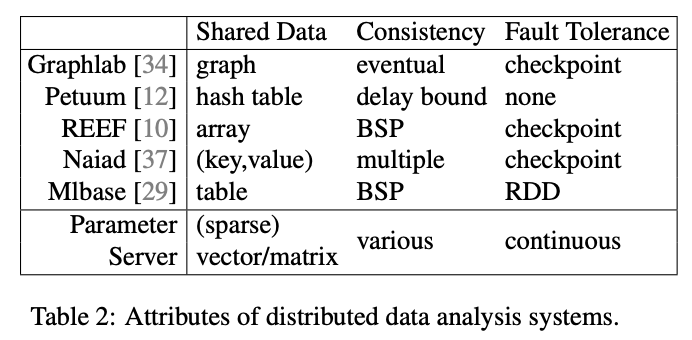 Shared Data Consistency Fault Tolerance
Graphlab [34] graph eventual checkpoint
Petuum [12] hash table delay bound none
REEF [10] array BSP checkpoint
Naiad [37] (key,value) multiple checkpoint
Mlbase [29] table BSP RDD
Parameter (sparse)
various continuous
Server vector/matrix
Table 2: Attributes of distributed data analysis systems.